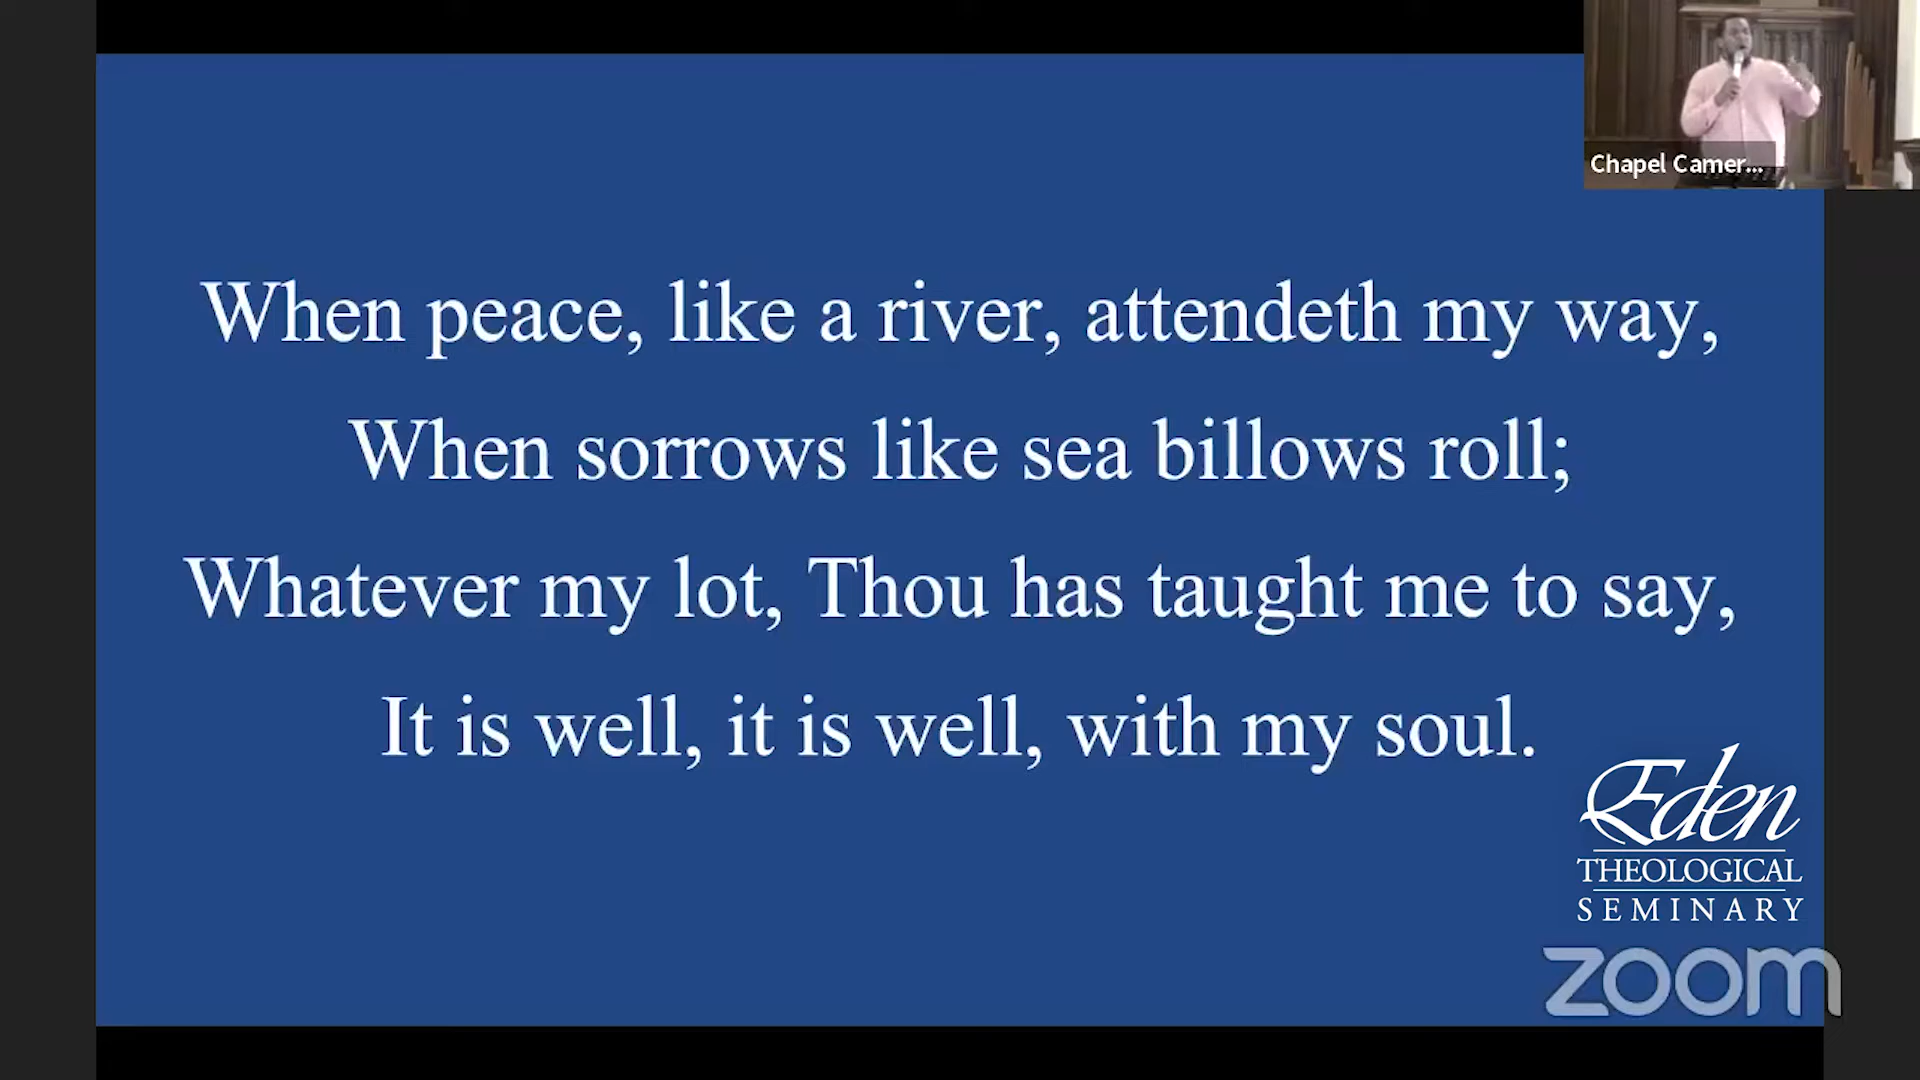 Chapel Camer...
When peace, like a river, attendeth my way,
When sorrows like sea billows roll;
Whatever my lot, Thou has taught me to say,
It is well, it is well, with my soul.
Eden
THEOLOGICAL
SEMINARY
zoom